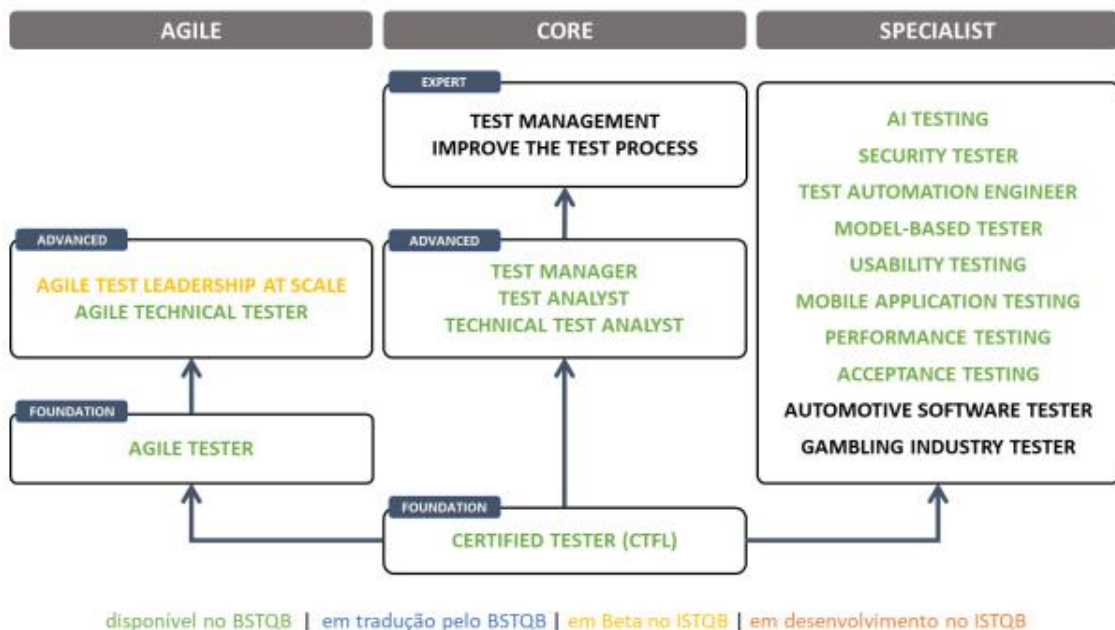 AGILE
CORE
SPECIALIST
EXPERT
TEST MANAGEMENT
IMPROVE THE TEST PROCESS
ADVANCED
AGILE TEST LEADERSHIP AT SCALE
AGILE TECHNICAL TESTER
ADVANCED
TEST MANAGER
TEST ANALYST
TECHNICAL TEST ANALYST
FOUNDATION
AGILE TESTER
FOUNDATION
CERTIFIED TESTER (CTFL)
AI TESTING
SECURITY TESTER
TEST AUTOMATION ENGINEER
MODEL-BASED TESTER
USABILITY TESTING
MOBILE APPLICATION TESTING
PERFORMANCE TESTING
ACCEPTANCE TESTING
AUTOMOTIVE SOFTWARE TESTER
GAMBLING INDUSTRY TESTER
disponível no BSTQB | em tradução pelo BSTQB | em Beta no ISTQB | em desenvolvimento no ISTQB